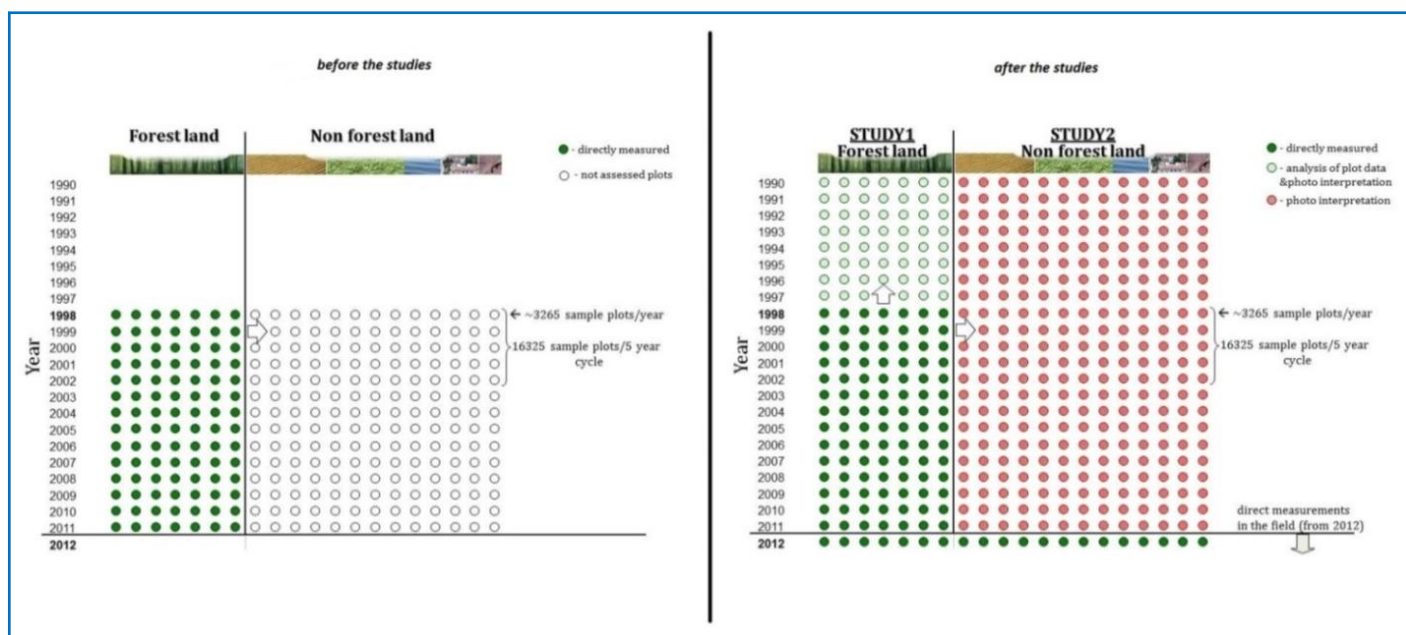 before the studies
Forest land
Non forest land
- directly measured
- not assessed plots
Year
1990
1991
1992
1993
1994
1995
1996
1997
1998
1999
2000
2001
2002
2003
2004
2005
2006
2007
2008
2009
2010
2011
2012
~3265 sample plots/year
16325 sample plots/5 year
cycle
after the studies
STUDY1
Forest land
STUDY2
Non forest land
- directly measured
- analysis of plot data
&photo interpretation
- photo interpretation
Year
1990
1991
1992
1993
1994
1995
1996
1997
1998
1999
2000
2001
2002
2003
2004
2005
2006
2007
2008
2009
2010
2011
2012
~3265 sample plots/year
16325 sample plots/5 year
cycle
direct measurements
in the field (from 2012)